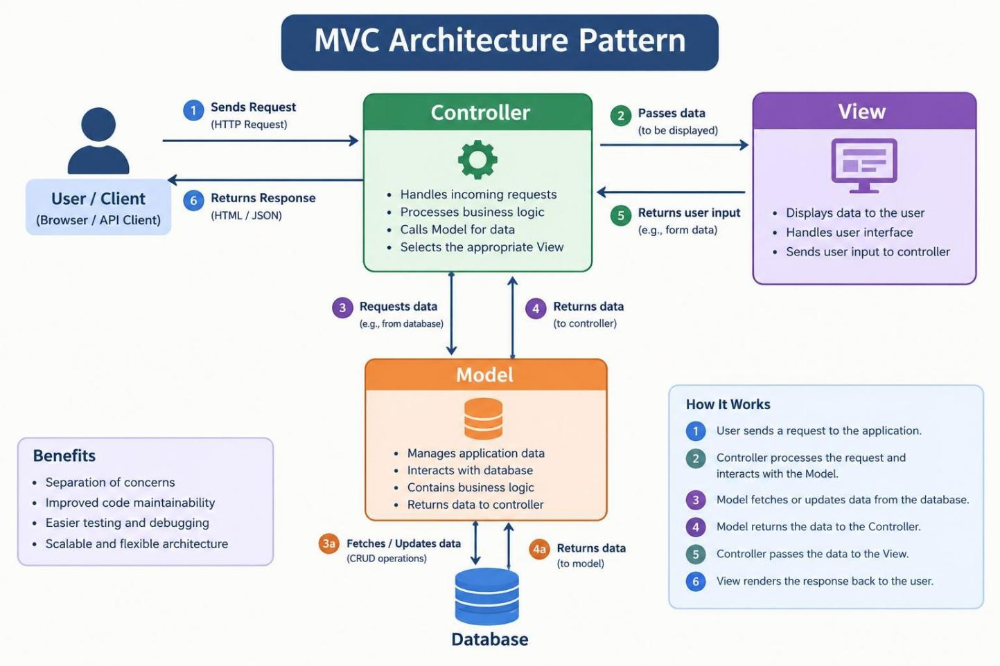 MVC Architecture Pattern
1 Sends Request
(HTTP Request)
User / Client
(Browser / API Client)
6 Returns Response
(HTML / JSON)
Controller
• Handles incoming requests
• Processes business logic
• Calls Model for data
• Selects the appropriate View
2 Passes data
(to be displayed)
5 Returns user input
(e.g., form data)
View
• Displays data to the user
• Handles user interface
• Sends user input to controller
3 Requests data
(e.g., from database)
4 Returns data
(to controller)
Model
• Manages application data
• Interacts with database
• Contains business logic
• Returns data to controller
3a Fetches / Updates data
(CRUD operations)
4a Returns data
(to model)
Database
Benefits
• Separation of concerns
• Improved code maintainability
• Easier testing and debugging
• Scalable and flexible architecture
How It Works
1 User sends a request to the application.
2 Controller processes the request and
interacts with the Model.
3 Model fetches or updates data from the database.
4 Model returns the data to the Controller.
5 Controller passes the data to the View.
6 View renders the response back to the user.